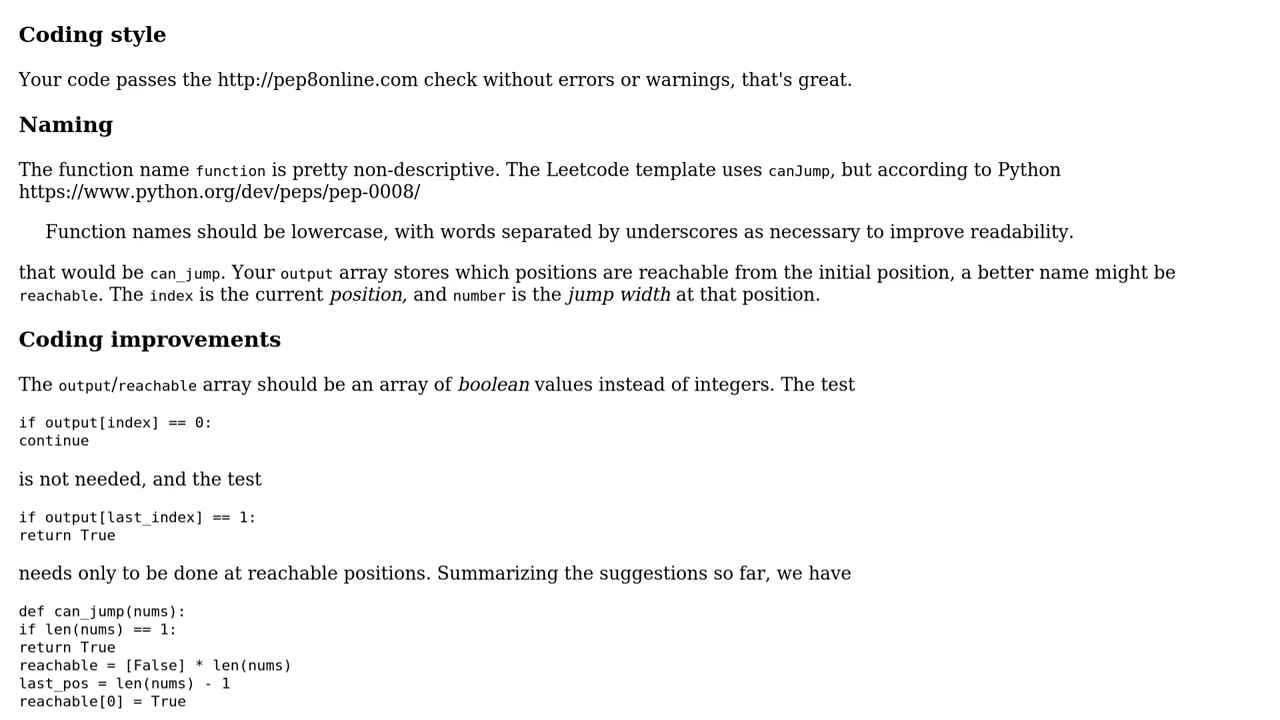 Coding style
Your code passes the http://pep8online.com check without errors or warnings, that's great.
Naming
The function name function is pretty non-descriptive. The Leetcode template uses canJump, but according to Python
https://www.python.org/dev/peps/pep-0008/
Function names should be lowercase, with words separated by underscores as necessary to improve readability.
that would be can_jump. Your output array stores which positions are reachable from the initial position, a better name might be
reachable. The index is the current position, and number is the jump width at that position.
Coding improvements
The output/reachable array should be an array of boolean values instead of integers. The test
if output[index] == 0:
continue
is not needed, and the test
if output[last_index] == 1:
return True
needs only to be done at reachable positions. Summarizing the suggestions so far, we have
def can_jump(nums):
if len(nums) == 1:
return True
reachable = [False] * len(nums)
last_pos = len(nums) - 1
reachable[0] = True